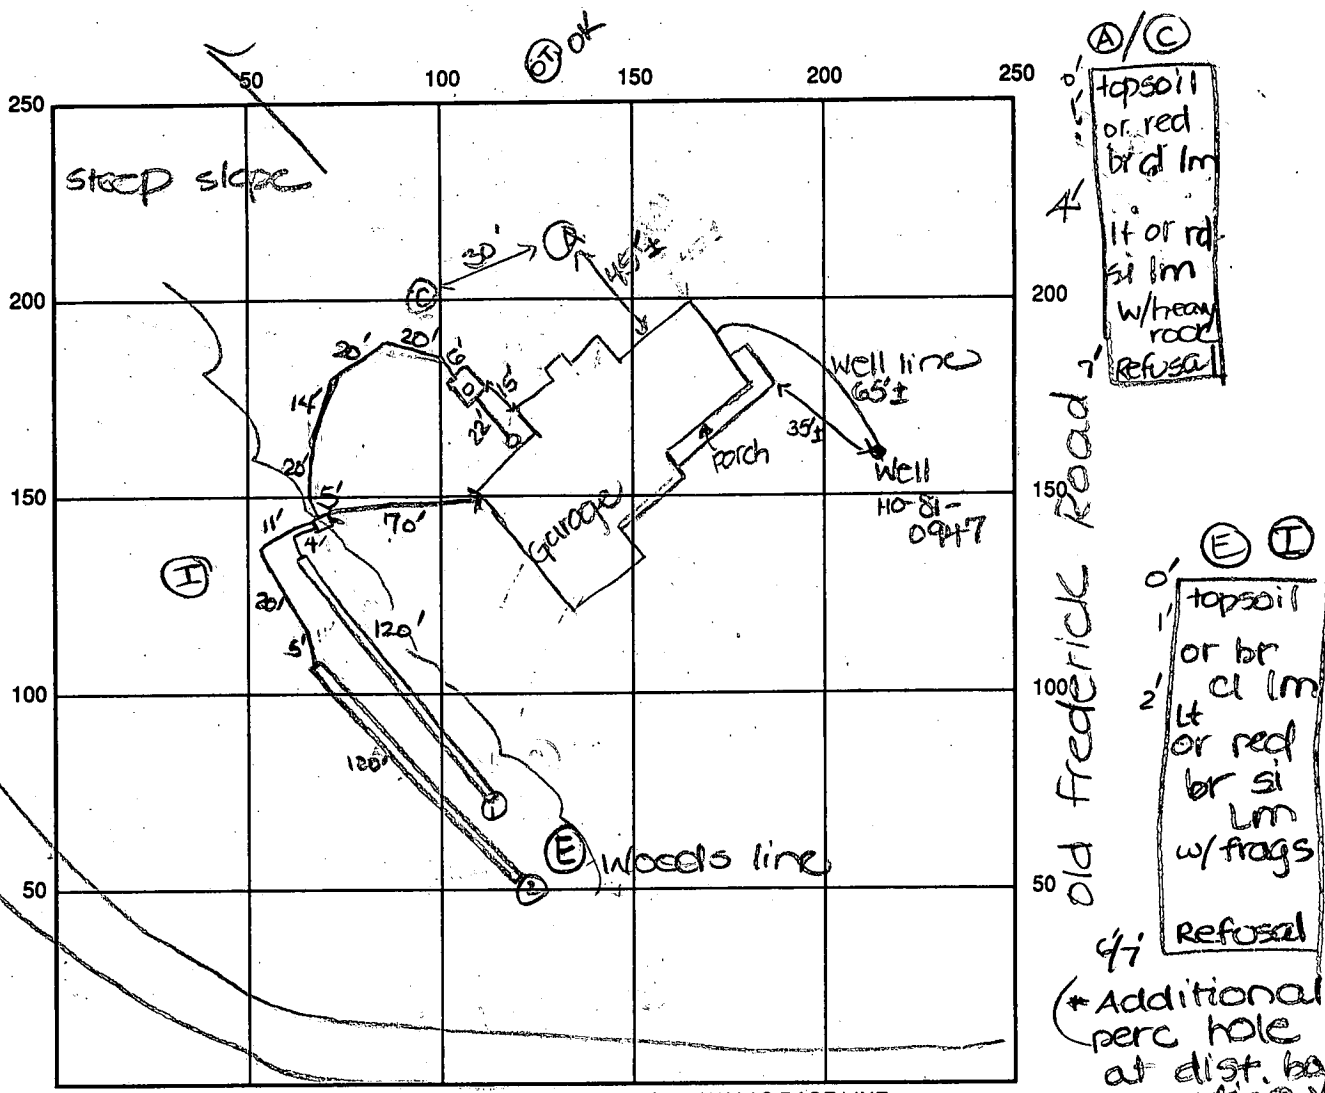 OT OK
50 100 150 200 250
250
steep slope
A
30'
45'±
C
200
200
20' 20'
6'
15'
22'
14'
20'
Well line
65'±
35'±
porch
Well
HO-81-
0947
150
150
5'
70'
11'
4'
Garage
I
20'
5'
120'
120'
100
100
1
E Woods line
2
50
50
Old Frederick Road
A/C
0'
topsoil
or red
br cl lm
4'
lt or rd
si lm
w/heavy
rock
7'
Refusal
E I
0'
topsoil
1'
or br
cl lm
2'
Lt
or red
br si
Lm
w/frags
Refusal
6/7'
(* Additional
perc hole
at dist.